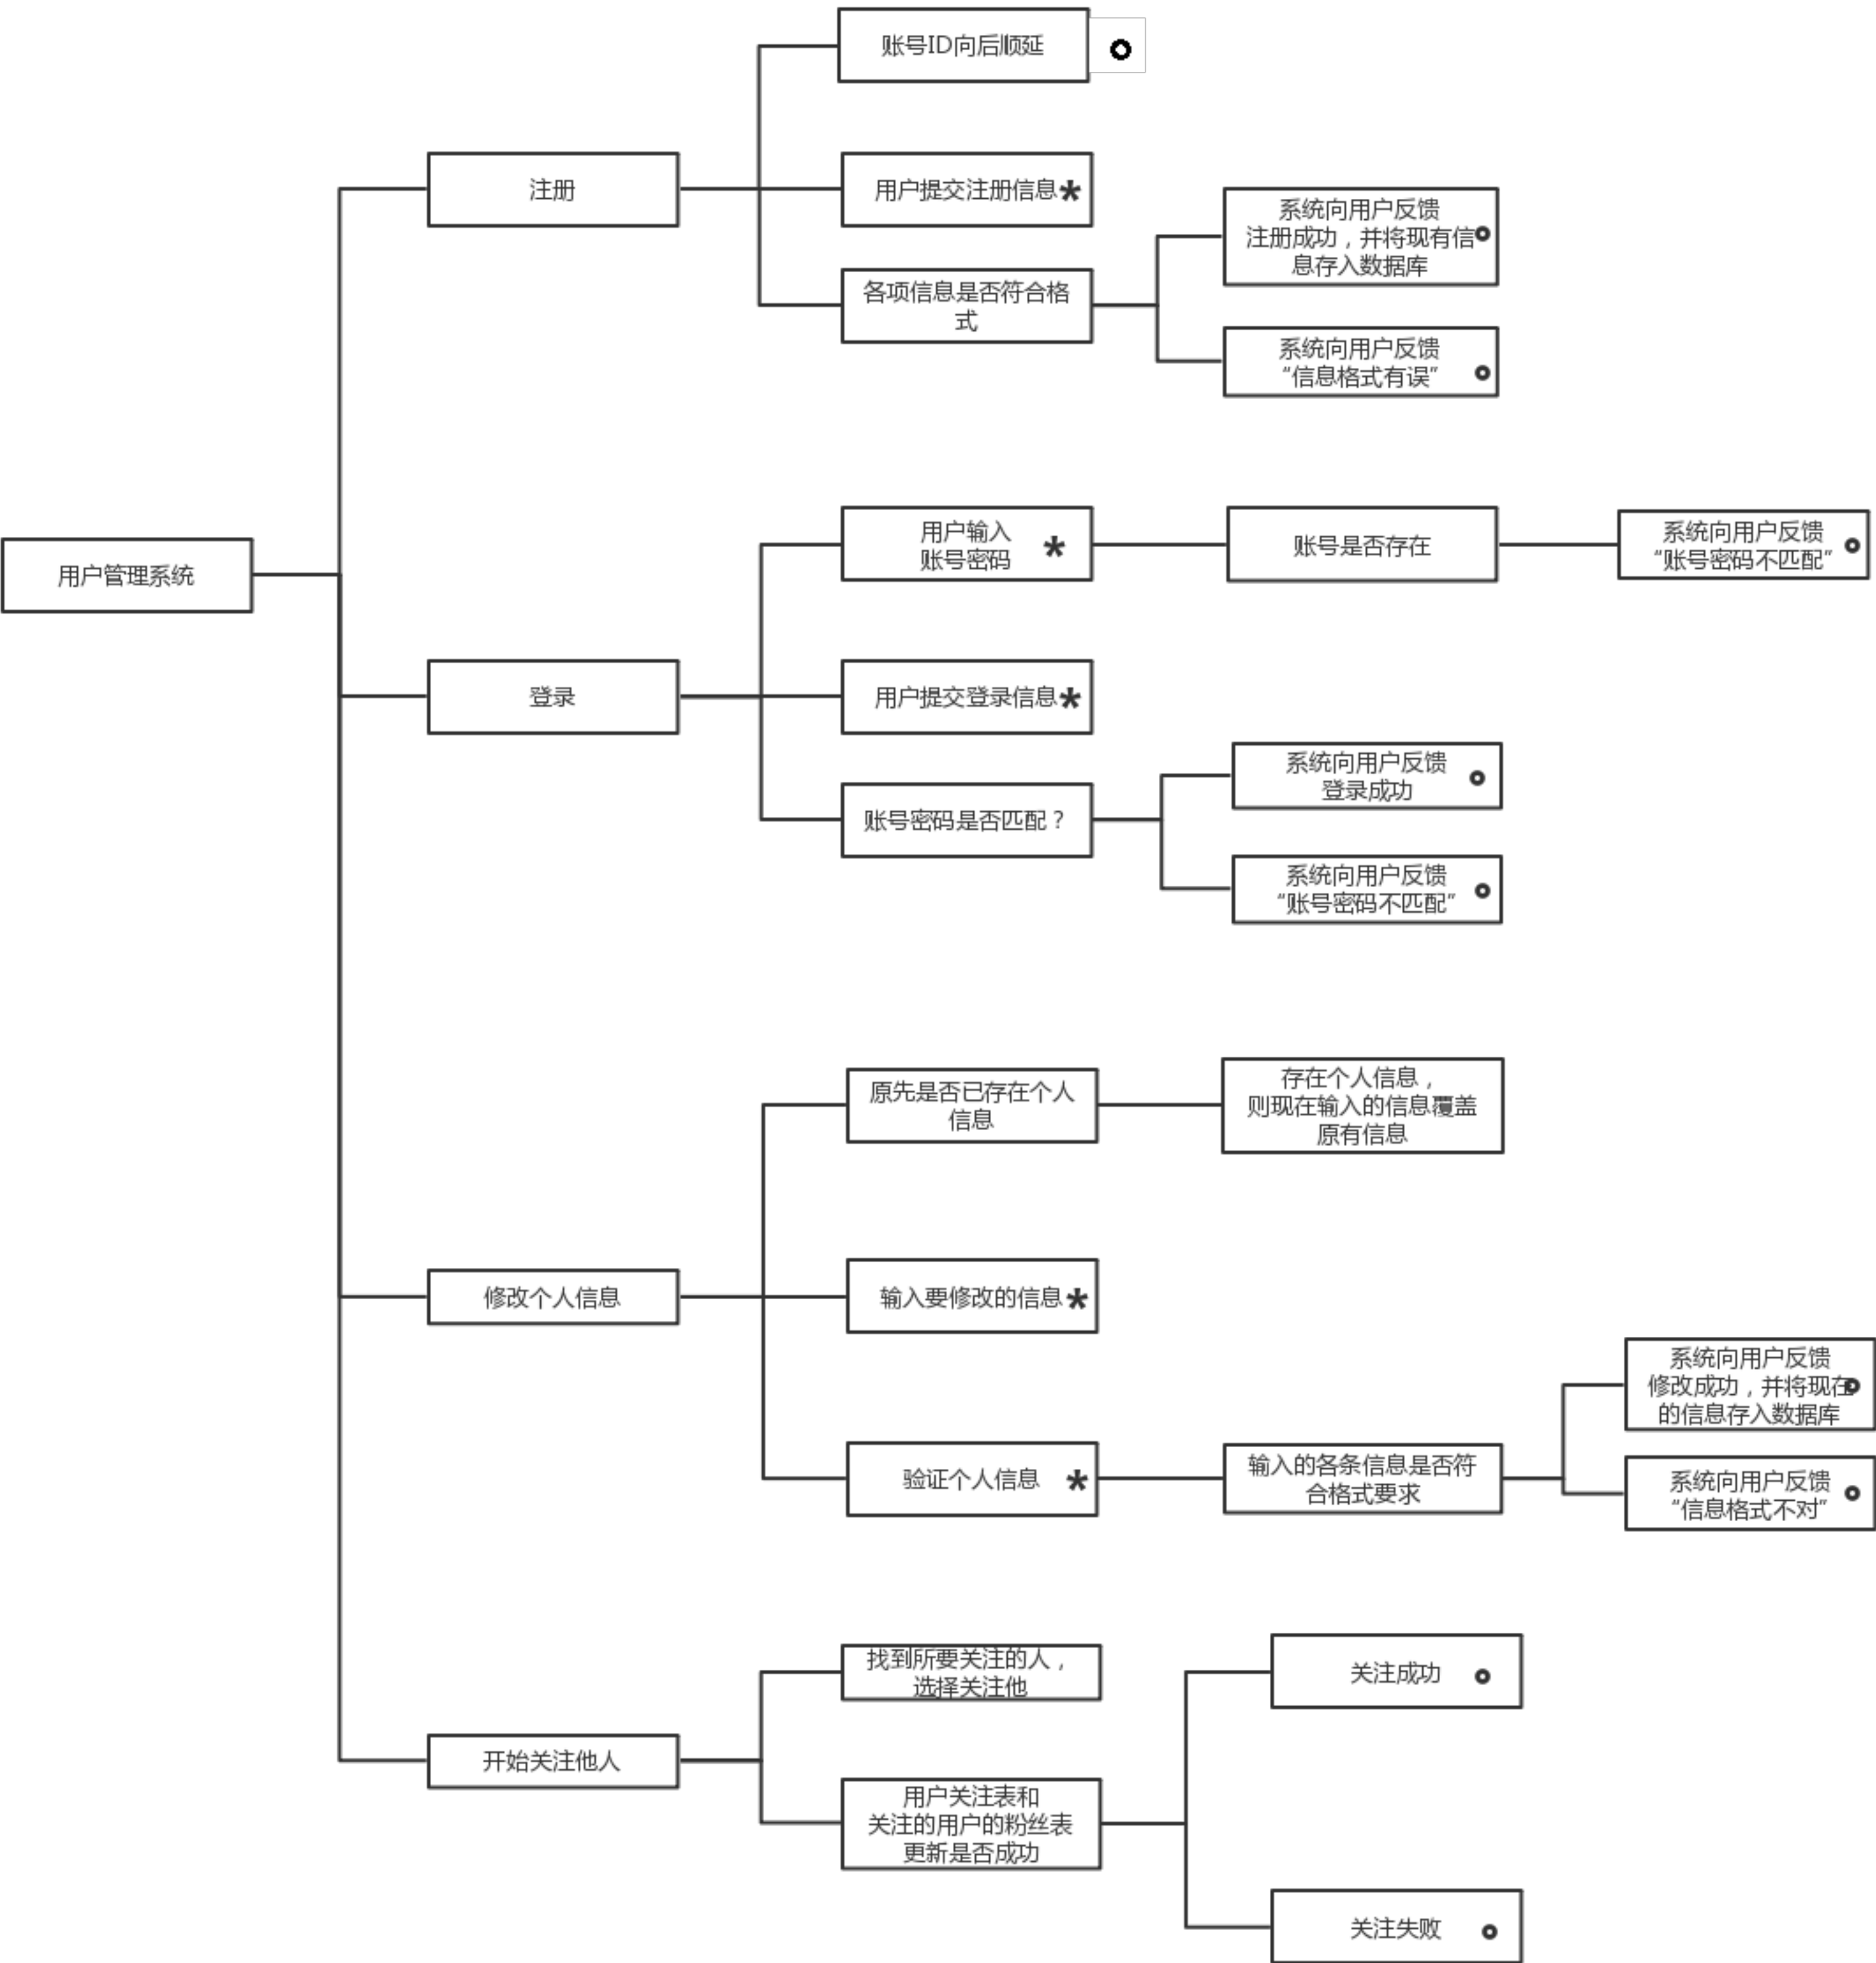 用户管理系统
注册
账号ID向后顺延
用户提交注册信息*
各项信息是否符合格
式
系统向用户反馈
注册成功，并将现有信
息存入数据库
系统向用户反馈
“信息格式有误”
登录
用户输入
账号密码 *
账号是否存在
系统向用户反馈
“账号密码不匹配”
用户提交登录信息*
账号密码是否匹配？
系统向用户反馈
登录成功
系统向用户反馈
“账号密码不匹配”
修改个人信息
原先是否已存在个人
信息
存在个人信息，
则现在输入的信息覆盖
原有信息
输入要修改的信息*
验证个人信息 *
输入的各条信息是否符
合格式要求
系统向用户反馈
修改成功，并将现在
的信息存入数据库
系统向用户反馈
“信息格式不对”
开始关注他人
找到所要关注的人，
选择关注他
用户关注表和
关注的用户的粉丝表
更新是否成功
关注成功
关注失败